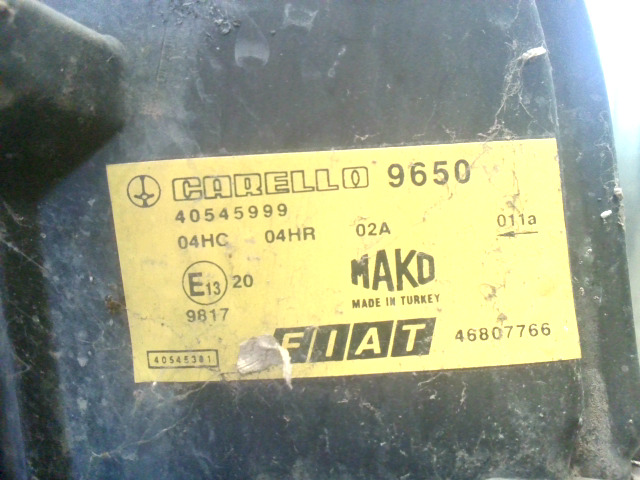 CARELLO 9650
40545999
04HC 04HR 02A 011a
E13 20
MAKO
MADE IN TURKEY
9817
FIAT 46807766
40545381